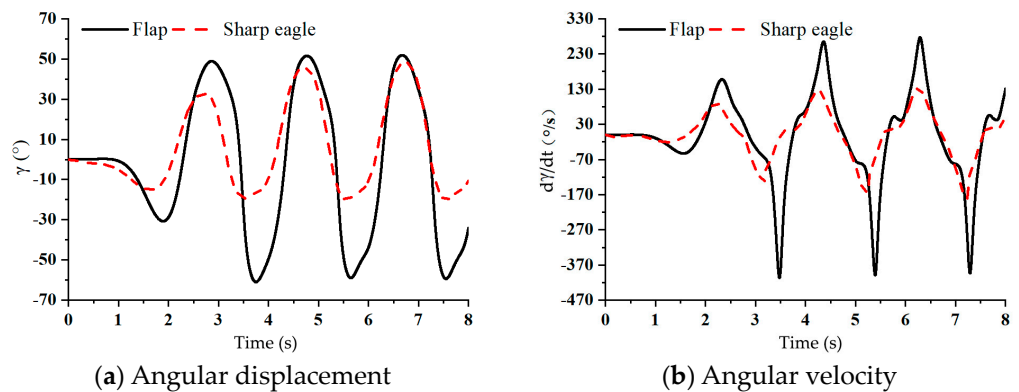 Flap Sharp eagle
70
50
30
10
-10
-30
-50
-70
γ (°)
0 1 2 3 4 5 6 7 8
Time (s)
(a) Angular displacement
Flap Sharp eagle
330
230
130
30
-70
-170
-270
-370
-470
dγ/dt (°/s)
0 1 2 3 4 5 6 7 8
Time (s)
(b) Angular velocity